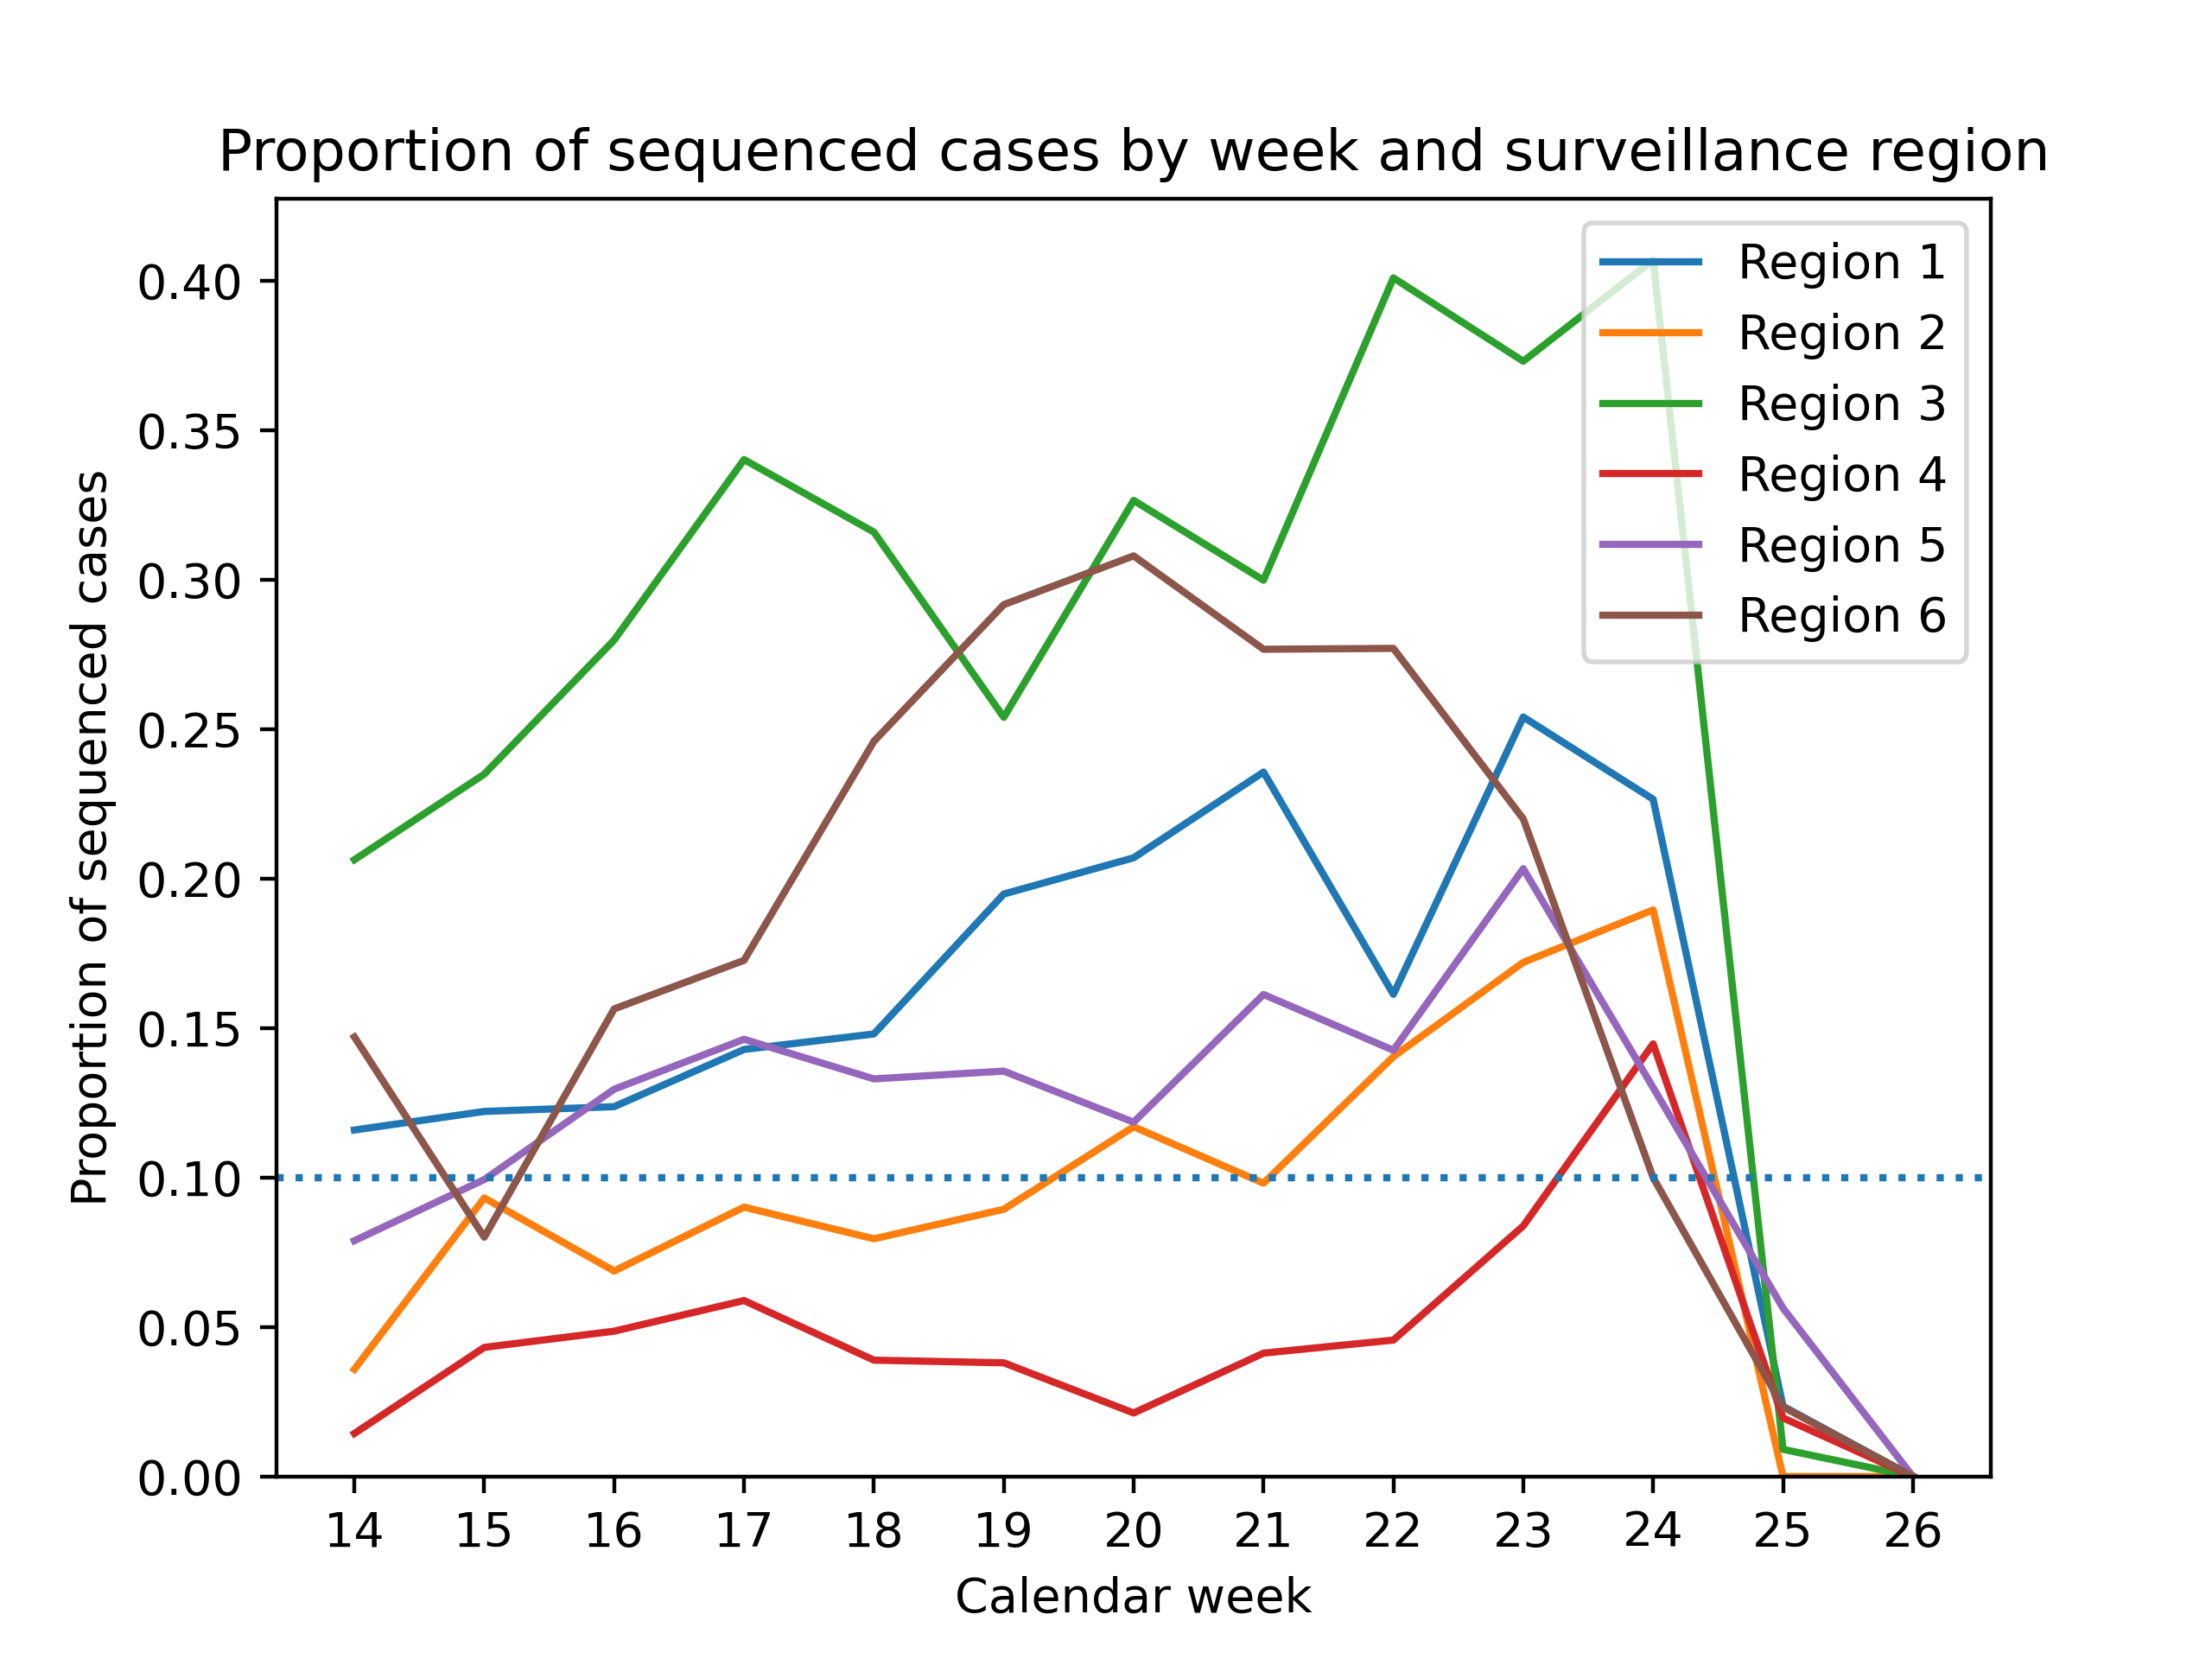 Proportion of sequenced cases by week and surveillance region
Proportion of sequenced cases
0.40
0.35
0.30
0.25
0.20
0.15
0.10
0.05
0.00
Region 1
Region 2
Region 3
Region 4
Region 5
Region 6
14 15 16 17 18 19 20 21 22 23 24 25 26
Calendar week